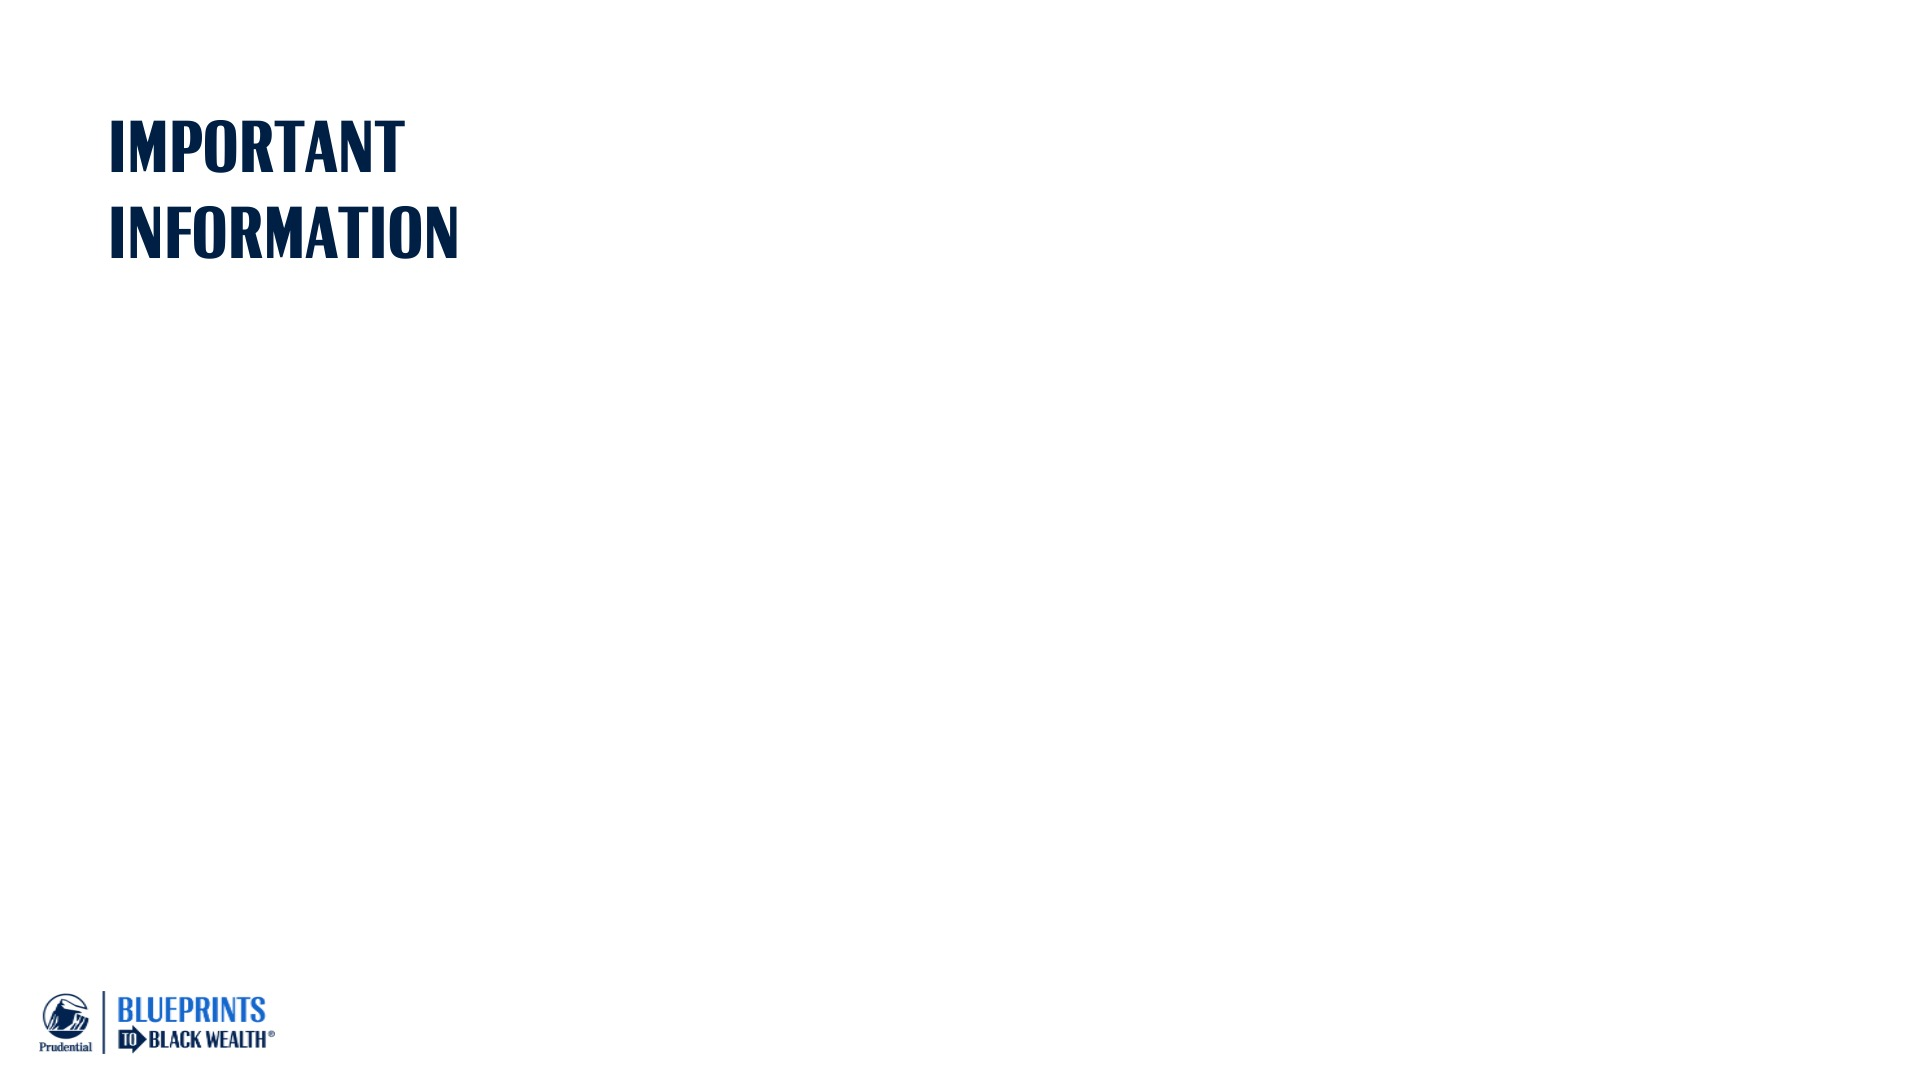 IMPORTANT
INFORMATION
Prudential
BLUEPRINTS
TO BLACK WEALTH®